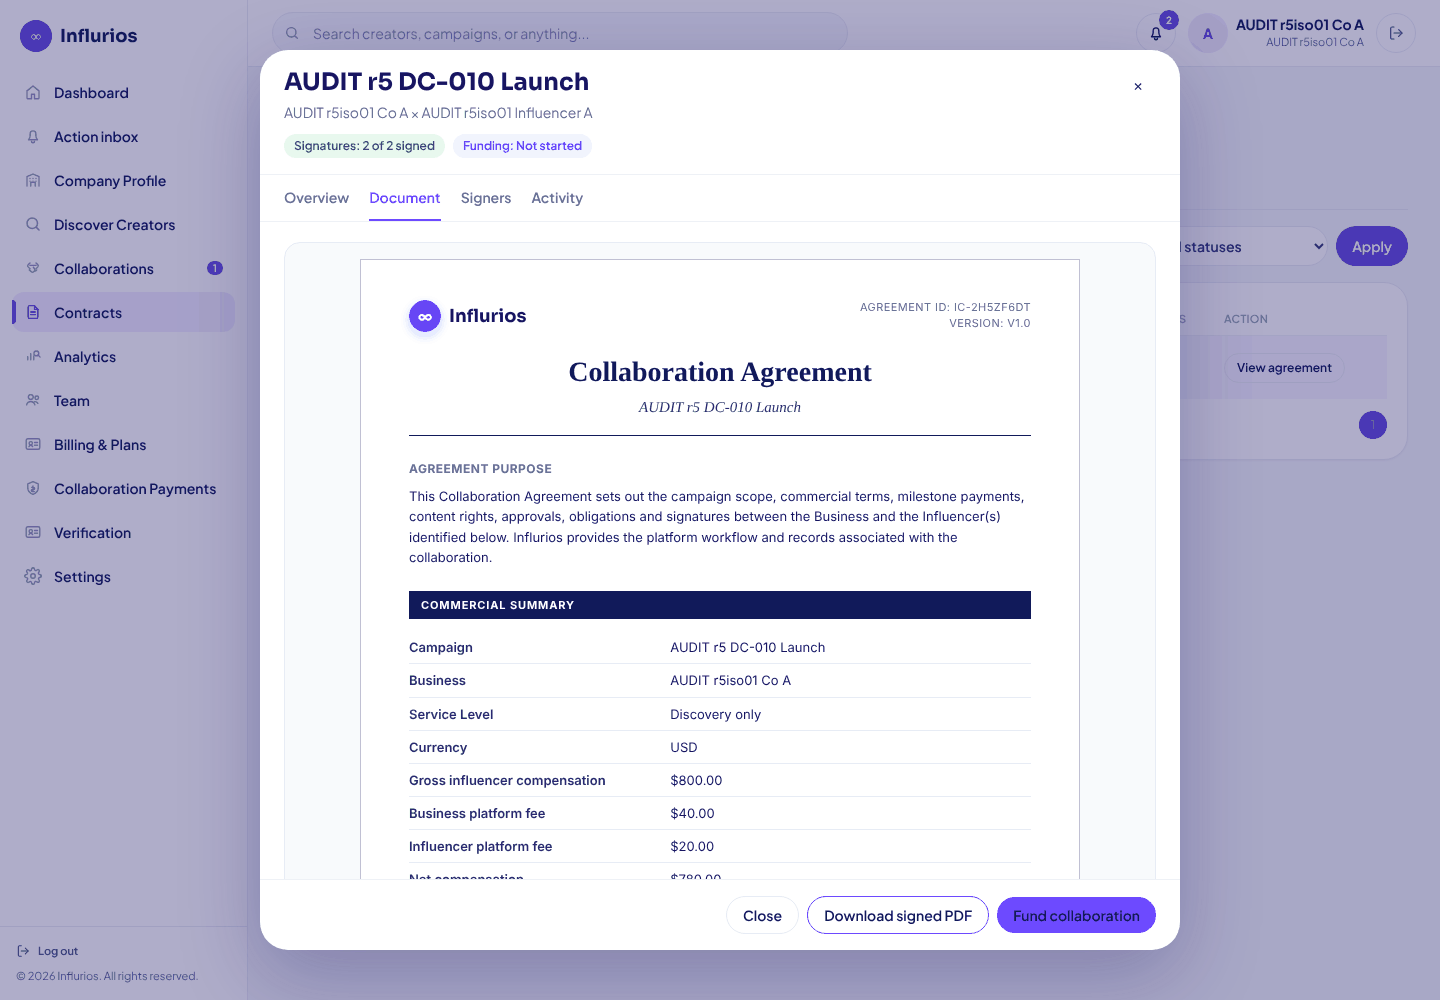 Influrios
Dashboard
Action inbox
Company Profile
Discover Creators
Collaborations 1
Contracts
Analytics
Team
Billing & Plans
Collaboration Payments
Verification
Settings
Log out
© 2026 Influrios. All rights reserved.
Search creators, campaigns, or anything...
2
A
AUDIT r5iso01 Co A
AUDIT r5iso01 Co A
AUDIT r5 DC-010 Launch
AUDIT r5iso01 Co A × AUDIT r5iso01 Influencer A
Signatures: 2 of 2 signed
Funding: Not started
Overview
Document
Signers
Activity
Influrios
AGREEMENT ID: IC-2H5ZF6DT
VERSION: V1.0
Collaboration Agreement
AUDIT r5 DC-010 Launch
AGREEMENT PURPOSE
This Collaboration Agreement sets out the campaign scope, commercial terms, milestone payments,
content rights, approvals, obligations and signatures between the Business and the Influencer(s)
identified below. Influrios provides the platform workflow and records associated with the
collaboration.
COMMERCIAL SUMMARY
Campaign AUDIT r5 DC-010 Launch
Business AUDIT r5iso01 Co A
Service Level Discovery only
Currency USD
Gross influencer compensation $800.00
Business platform fee $40.00
Influencer platform fee $20.00
Net compensation $780.00
Close
Download signed PDF
Fund collaboration
statuses
Apply
ACTION
View agreement
1